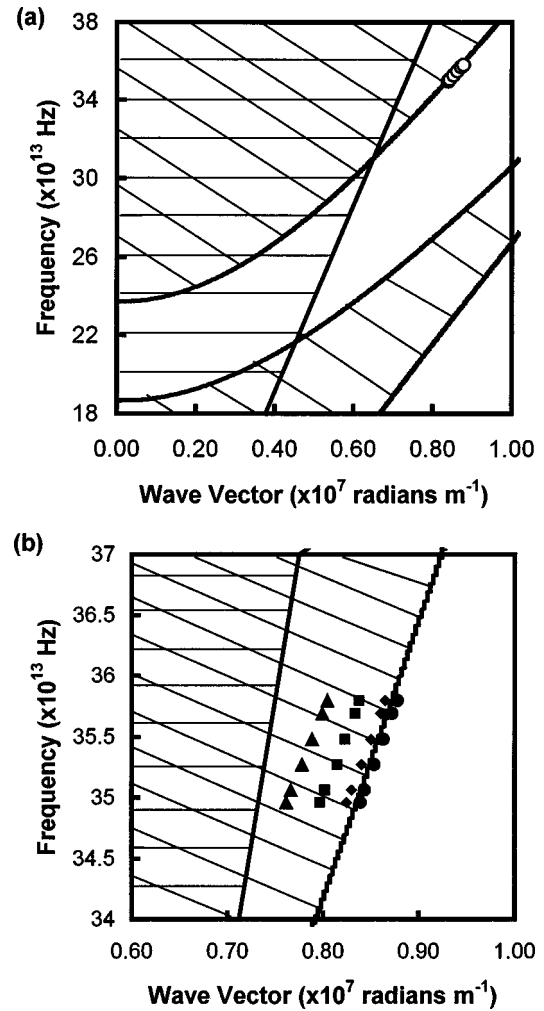 (a)
38
34
30
26
22
18
Frequency (x10¹³ Hz)
0.00 0.20 0.40 0.60 0.80 1.00
Wave Vector (x10⁷ radians m⁻¹)
(b)
37
36.5
36
35.5
35
34.5
34
Frequency (x10¹³ Hz)
0.60 0.70 0.80 0.90 1.00
Wave Vector (x10⁷ radians m⁻¹)